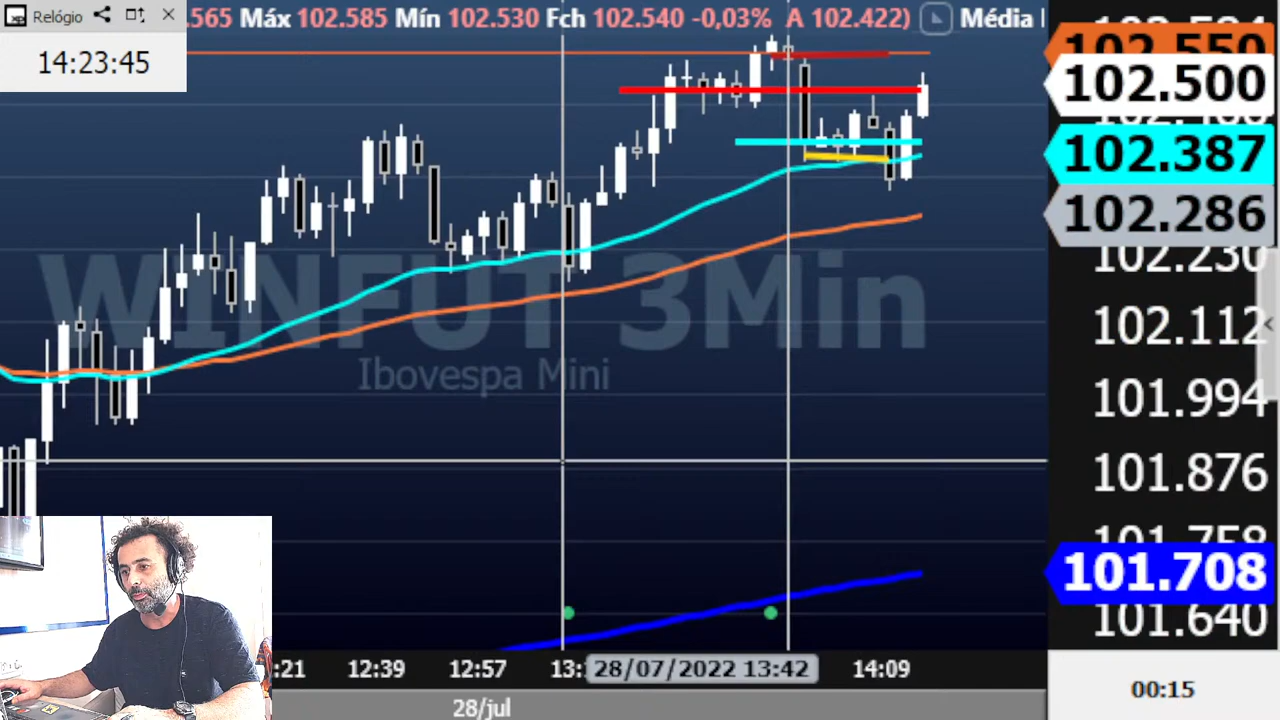 Relógio
.565 Máx 102.585 Mín 102.530 Fch 102.540 -0,03% A 102.422) Média
14:23:45
102.550
102.500
102.387
102.286
102.230
102.112
101.994
101.876
101.758
101.708
101.640
WINFUT 3Min
Ibovespa Mini
:21 12:39 12:57 13: 28/07/2022 13:42 14:09
28/jul
00:15